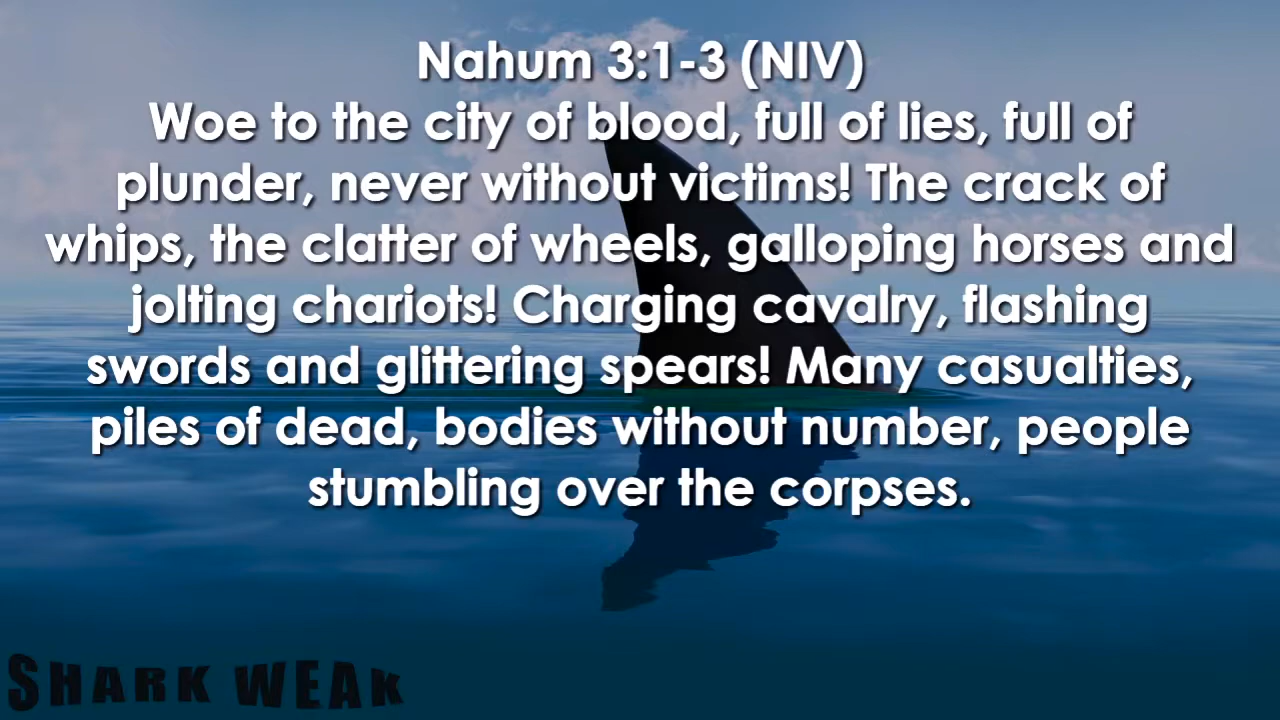 Nahum 3:1-3 (NIV)
Woe to the city of blood, full of lies, full of
plunder, never without victims! The crack of
whips, the clatter of wheels, galloping horses and
jolting chariots! Charging cavalry, flashing
swords and glittering spears! Many casualties,
piles of dead, bodies without number, people
stumbling over the corpses.
SHARK WEAK